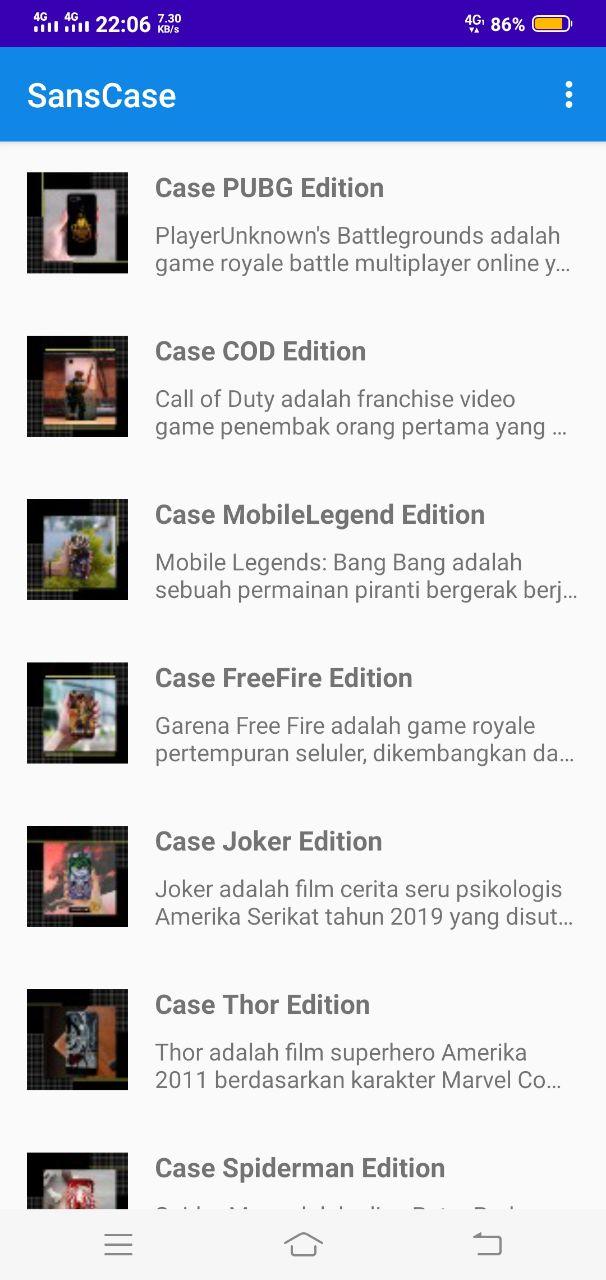 4G 4G 22:06 7.30 KB/s 4G 86%
SansCase
Case PUBG Edition
PlayerUnknown's Battlegrounds adalah
game royale battle multiplayer online y...
Case COD Edition
Call of Duty adalah franchise video
game penembak orang pertama yang ...
Case MobileLegend Edition
Mobile Legends: Bang Bang adalah
sebuah permainan piranti bergerak berj...
Case FreeFire Edition
Garena Free Fire adalah game royale
pertempuran seluler, dikembangkan da...
Case Joker Edition
Joker adalah film cerita seru psikologis
Amerika Serikat tahun 2019 yang disut...
Case Thor Edition
Thor adalah film superhero Amerika
2011 berdasarkan karakter Marvel Co...
Case Spiderman Edition